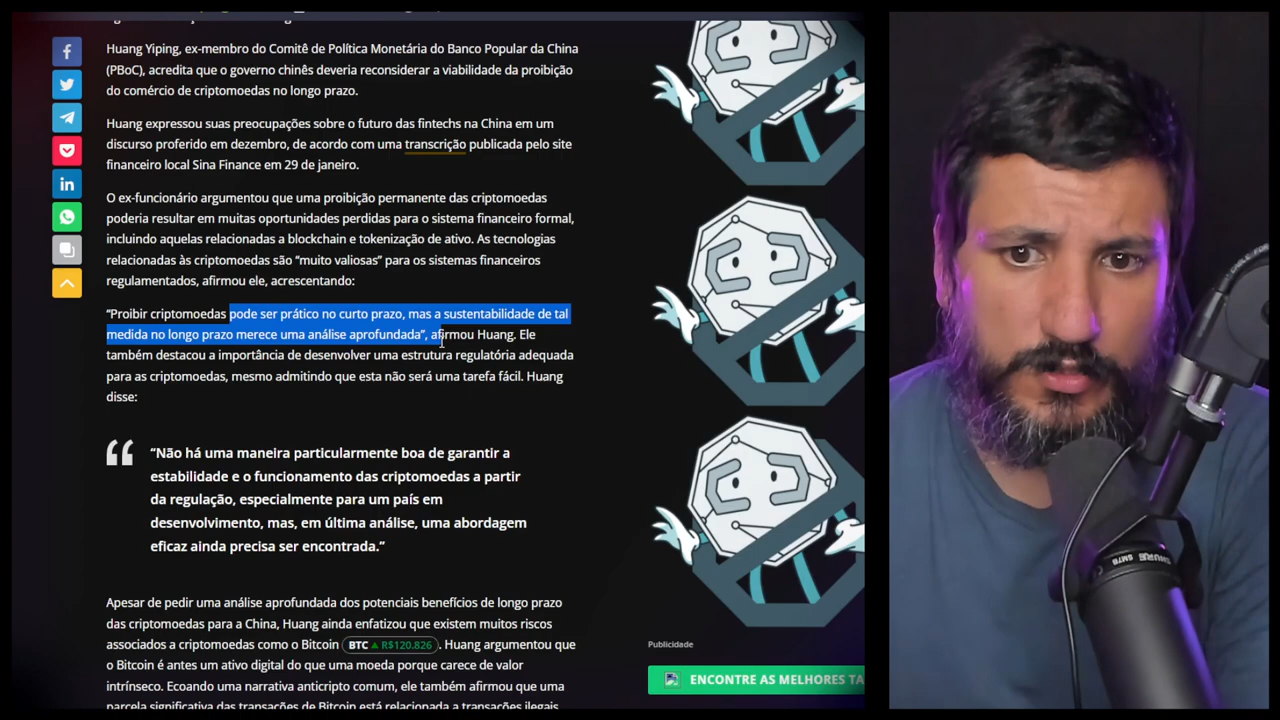 Huang Yiping, ex-membro do Comitê de Política Monetária do Banco Popular da China
(PBoC), acredita que o governo chinês deveria reconsiderar a viabilidade da proibição
do comércio de criptomoedas no longo prazo.
Huang expressou suas preocupações sobre o futuro das fintechs na China em um
discurso proferido em dezembro, de acordo com uma transcrição publicada pelo site
financeiro local Sina Finance em 29 de janeiro.
O ex-funcionário argumentou que uma proibição permanente das criptomoedas
poderia resultar em muitas oportunidades perdidas para o sistema financeiro formal,
incluindo aquelas relacionadas a blockchain e tokenização de ativo. As tecnologias
relacionadas às criptomoedas são “muito valiosas” para os sistemas financeiros
regulamentados, afirmou ele, acrescentando:
“Proibir criptomoedas pode ser prático no curto prazo, mas a sustentabilidade de tal
medida no longo prazo merece uma análise aprofundada”, afirmou Huang. Ele
também destacou a importância de desenvolver uma estrutura regulatória adequada
para as criptomoedas, mesmo admitindo que esta não será uma tarefa fácil. Huang
disse:
“Não há uma maneira particularmente boa de garantir a
estabilidade e o funcionamento das criptomoedas a partir
da regulação, especialmente para um país em
desenvolvimento, mas, em última análise, uma abordagem
eficaz ainda precisa ser encontrada.”
Apesar de pedir uma análise aprofundada dos potenciais benefícios de longo prazo
das criptomoedas para a China, Huang ainda enfatizou que existem muitos riscos
associados a criptomoedas como o Bitcoin BTC ▲ R$120.826 . Huang argumentou que
o Bitcoin é antes um ativo digital do que uma moeda porque carece de valor
intrínseco. Ecoando uma narrativa anticripto comum, ele também afirmou que uma
parcela significativa das transações de Bitcoin está relacionada a transações ilegais
Publicidade
ENCONTRE AS MELHORES TA
SHURE SM7B